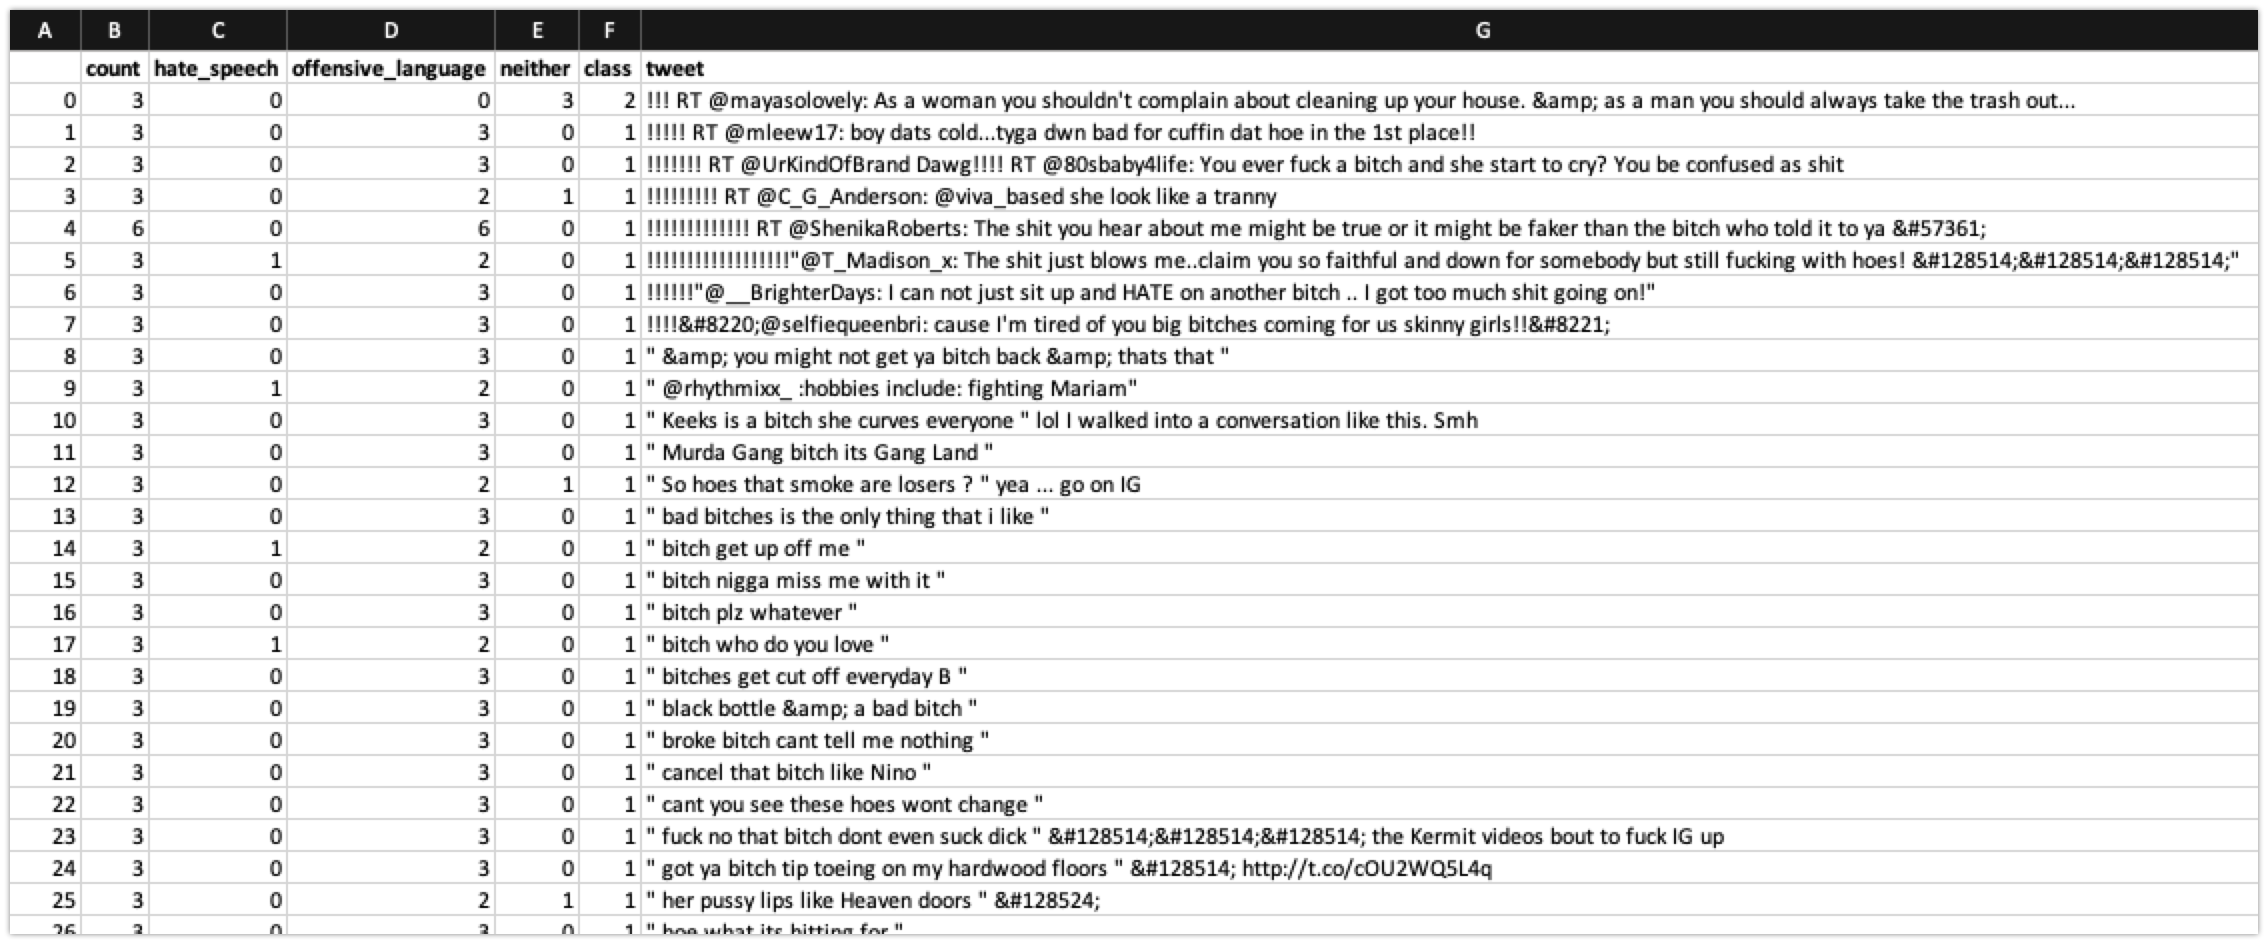 A B C D E F G
count hate_speech offensive_language neither class tweet
0 3 0 0 3 2 !!! RT @mayasolovely: As a woman you shouldn't complain about cleaning up your house. &amp; as a man you should always take the trash out...
1 3 0 3 0 1 !!!!! RT @mleew17: boy dats cold...tyga dwn bad for cuffin dat hoe in the 1st place!!
2 3 0 3 0 1 !!!!!!! RT @UrKindOfBrand Dawg!!!! RT @80sbaby4life: You ever fuck a bitch and she start to cry? You be confused as shit
3 3 0 2 1 1 !!!!!!!!! RT @C_G_Anderson: @viva_based she look like a tranny
4 6 0 6 0 1 !!!!!!!!!!!!! RT @ShenikaRoberts: The shit you hear about me might be true or it might be faker than the bitch who told it to ya &#57361;
5 3 1 2 0 1 !!!!!!!!!!!!!!!!!!"@T_Madison_x: The shit just blows me..claim you so faithful and down for somebody but still fucking with hoes! &#128514;&#128514;&#128514;"
6 3 0 3 0 1 !!!!!!"@__BrighterDays: I can not just sit up and HATE on another bitch .. I got too much shit going on!"
7 3 0 3 0 1 !!!!&#8220;@selfiequeenbri: cause I'm tired of you big bitches coming for us skinny girls!!&#8221;
8 3 0 3 0 1 " &amp; you might not get ya bitch back &amp; thats that "
9 3 1 2 0 1 " @rhythmixx_ :hobbies include: fighting Mariam"
10 3 0 3 0 1 " Keeks is a bitch she curves everyone " lol I walked into a conversation like this. Smh
11 3 0 3 0 1 " Murda Gang bitch its Gang Land "
12 3 0 2 1 1 " So hoes that smoke are losers ? " yea ... go on IG
13 3 0 3 0 1 " bad bitches is the only thing that i like "
14 3 1 2 0 1 " bitch get up off me "
15 3 0 3 0 1 " bitch nigga miss me with it "
16 3 0 3 0 1 " bitch plz whatever "
17 3 1 2 0 1 " bitch who do you love "
18 3 0 3 0 1 " bitches get cut off everyday B "
19 3 0 3 0 1 " black bottle &amp; a bad bitch "
20 3 0 3 0 1 " broke bitch cant tell me nothing "
21 3 0 3 0 1 " cancel that bitch like Nino "
22 3 0 3 0 1 " cant you see these hoes wont change "
23 3 0 3 0 1 " fuck no that bitch dont even suck dick " &#128514;&#128514;&#128514; the Kermit videos bout to fuck IG up
24 3 0 3 0 1 " got ya bitch tip toeing on my hardwood floors " &#128514; http://t.co/cOU2WQ5L4q
25 3 0 2 1 1 " her pussy lips like Heaven doors " &#128524;
26 3 0 3 0 1 " hoe what its hitting for "